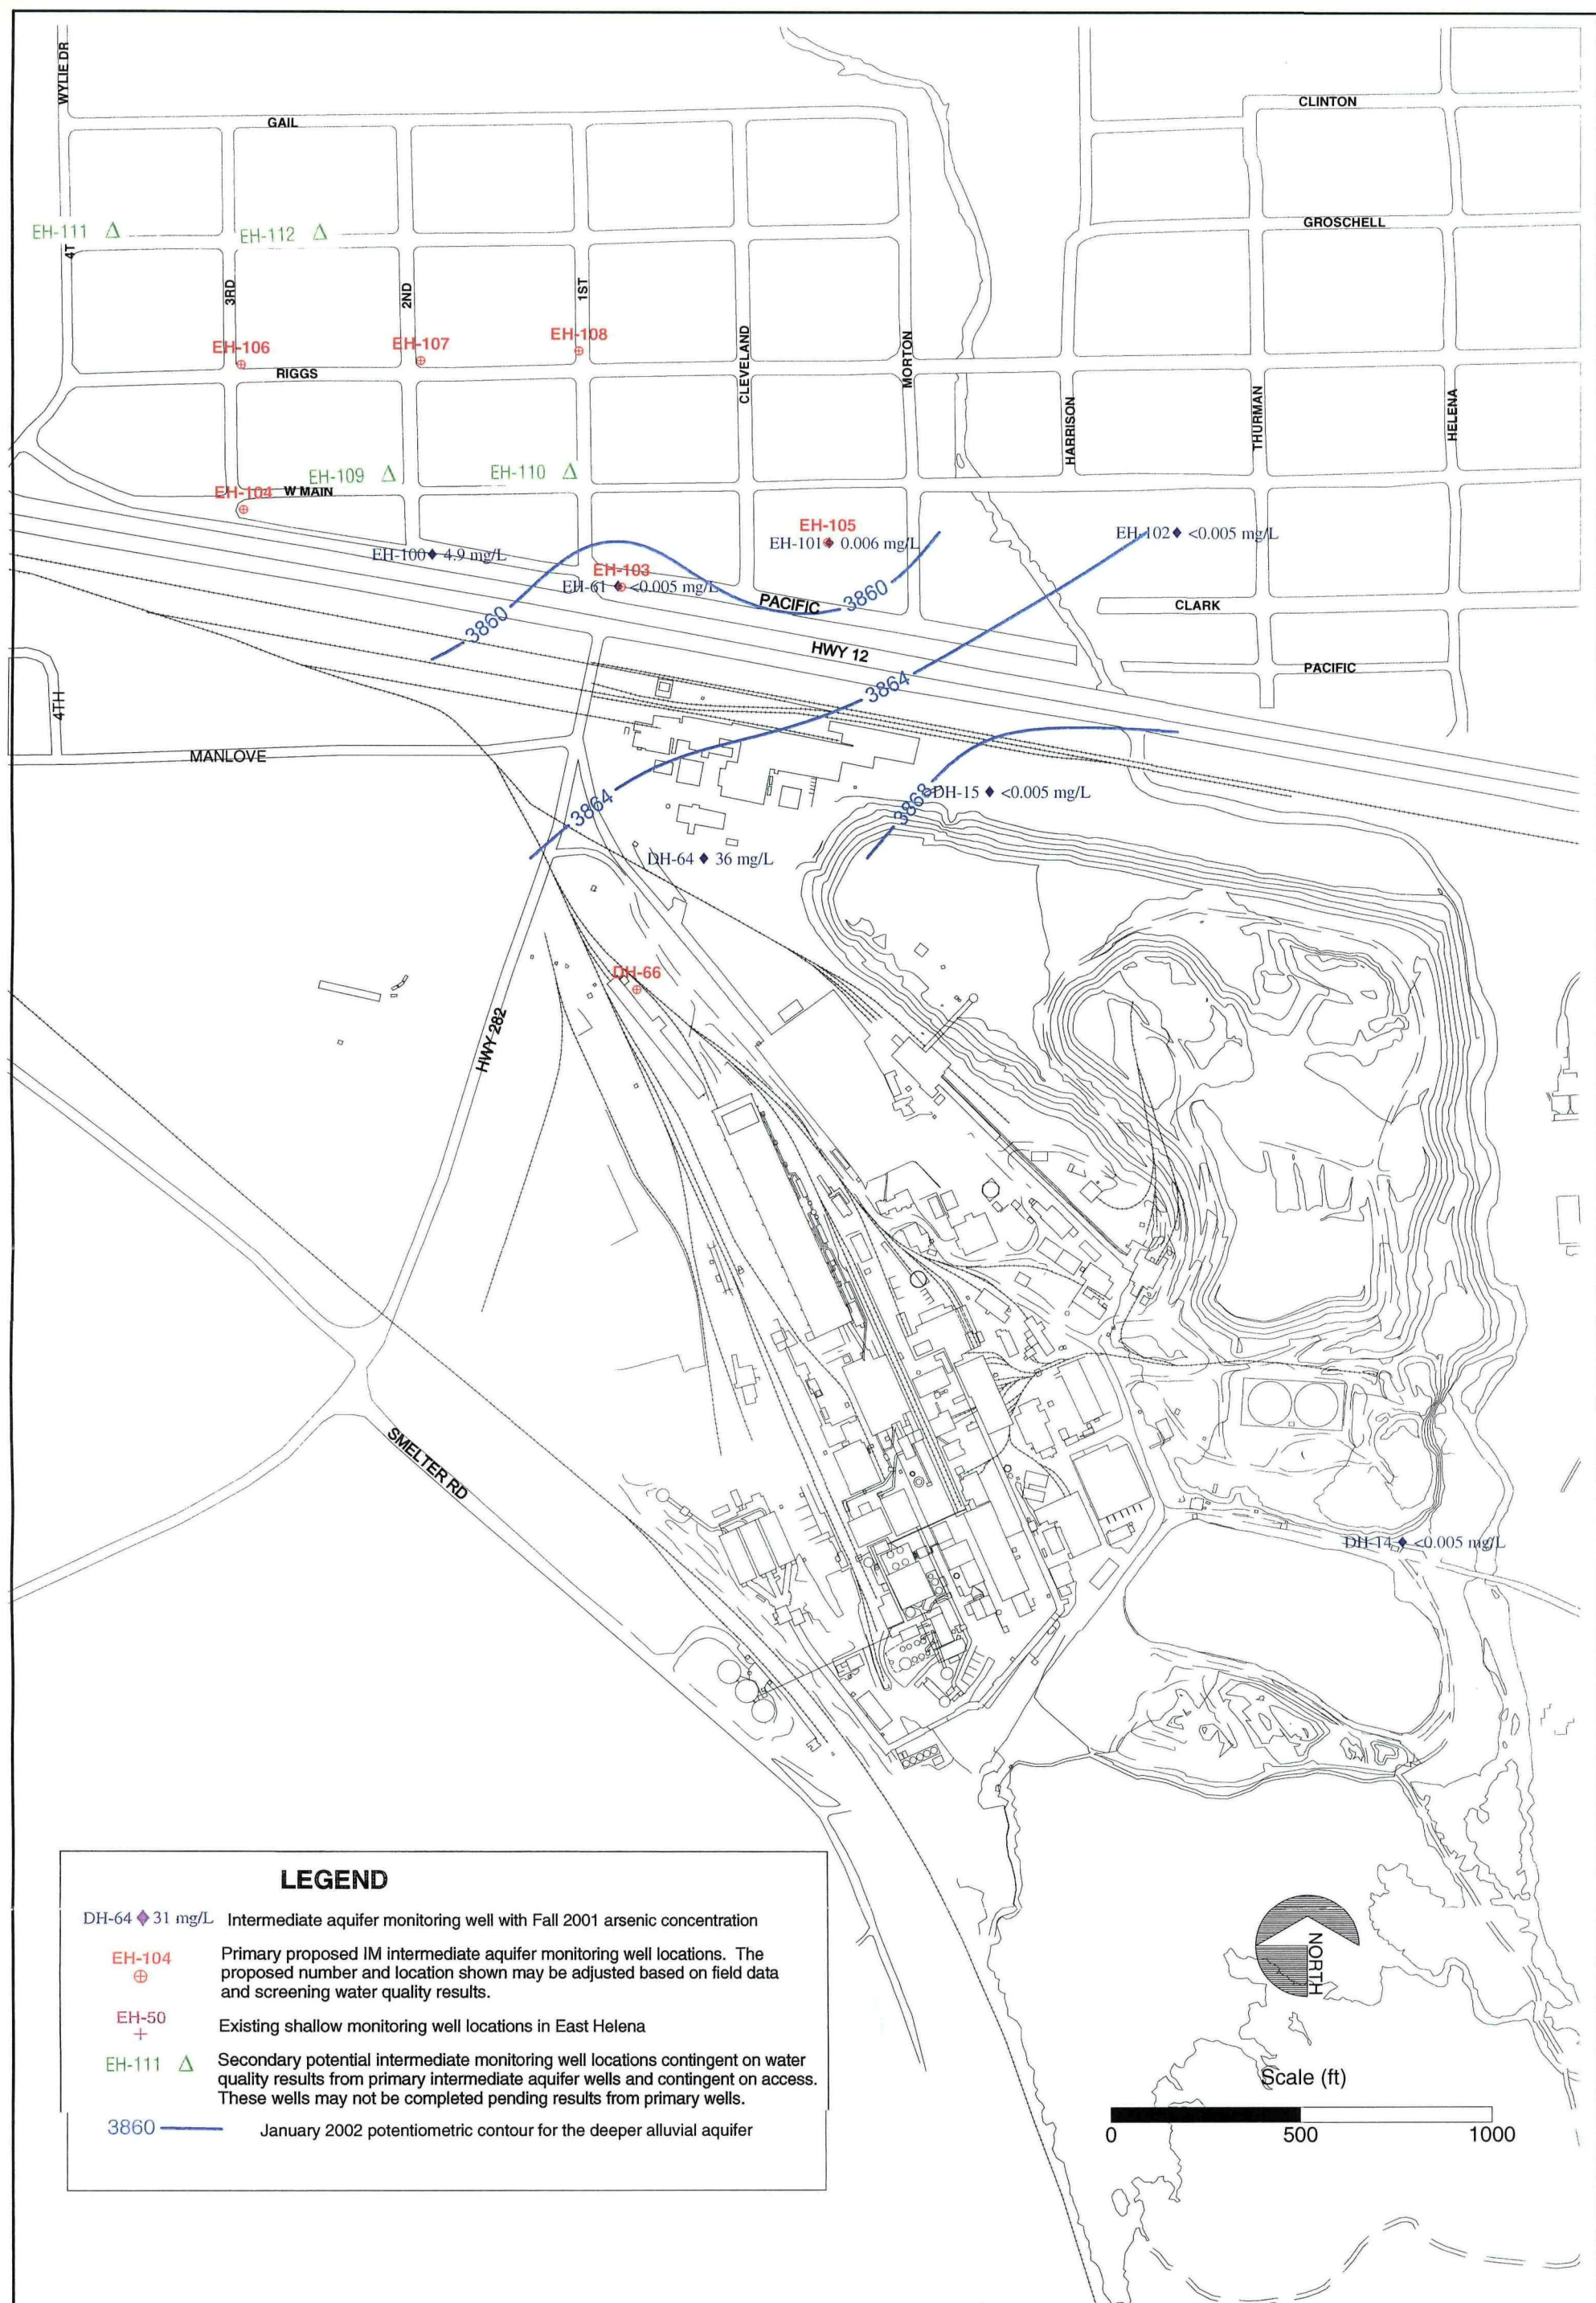 WYLIE DR
GAIL
CLINTON
GROSCHELL
EH-111
4T
EH-112
3RD
2ND
1ST
CLEVELAND
MORTON
HARRISON
THURMAN
HELENA
EH-106
EH-107
EH-108
RIGGS
EH-109
EH-110
EH-104
W MAIN
EH-105
EH-101 0.006 mg/L
EH-102 <0.005 mg/L
EH-100 4.9 mg/L
EH-103
EH-61 <0.005 mg/L
PACIFIC
3860
3860
CLARK
HWY 12
PACIFIC
3864
4TH
MANLOVE
3864
3868
DH-15 <0.005 mg/L
DH-64 36 mg/L
DH-66
HWY 282
SMELTER RD
DH-14 <0.005 mg/L
LEGEND
DH-64 31 mg/L Intermediate aquifer monitoring well with Fall 2001 arsenic concentration
EH-104 Primary proposed IM intermediate aquifer monitoring well locations. The
proposed number and location shown may be adjusted based on field data
and screening water quality results.
EH-50 Existing shallow monitoring well locations in East Helena
EH-111 Secondary potential intermediate monitoring well locations contingent on water
quality results from primary intermediate aquifer wells and contingent on access.
These wells may not be completed pending results from primary wells.
3860 January 2002 potentiometric contour for the deeper alluvial aquifer
NORTH
Scale (ft)
0 500 1000